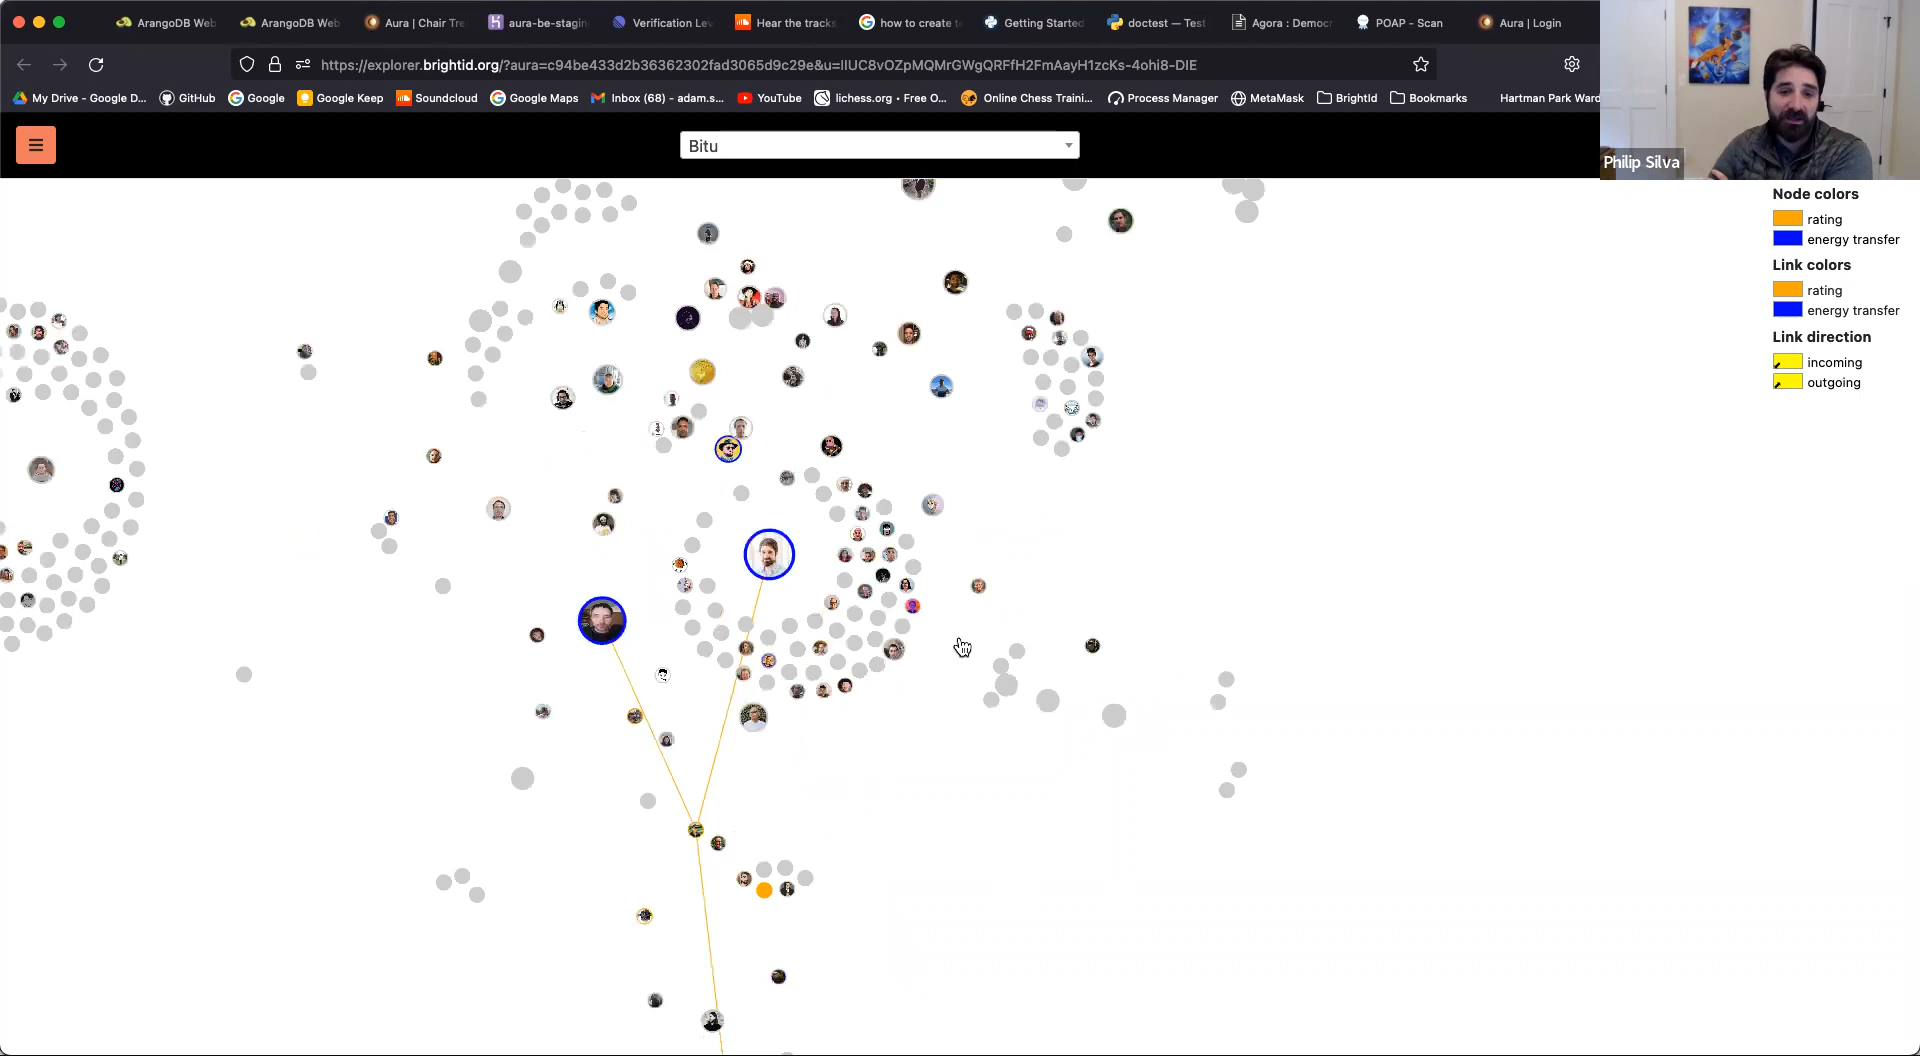 ArangoDB Web
ArangoDB Web
Aura | Chair Tre
aura-be-stagin
Verification Lev
Hear the tracks
how to create te
Getting Started
doctest — Test
Agora : Democr
POAP - Scan
Aura | Login
https://explorer.brightid.org/?aura=c94be433d2b36362302fad3065d9c29e&u=IIUC8vOZpMQMrGWgQRFfH2FmAayH1zcKs-4ohi8-DIE
My Drive - Google D...
GitHub
Google
Google Keep
Soundcloud
Google Maps
Inbox (68) - adam.s...
YouTube
lichess.org • Free O...
Online Chess Traini...
Process Manager
MetaMask
BrightId
Bookmarks
Hartman Park Ward
Bitu
Philip Silva
Node colors
rating
energy transfer
Link colors
rating
energy transfer
Link direction
incoming
outgoing